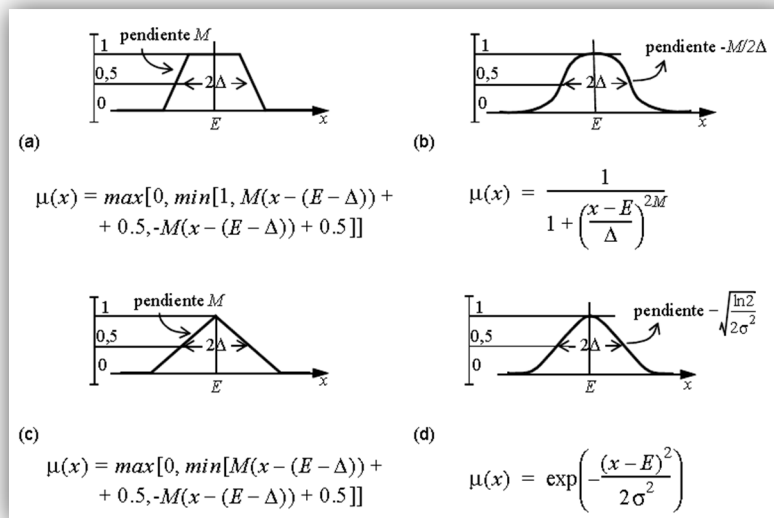 pendiente M
1
0,5
2Δ
0
E
x
(a)
μ(x) = max[0, min[1, M(x − (E − Δ)) +
+ 0.5,-M(x − (E − Δ)) + 0.5]]
1
pendiente -M/2Δ
0,5
2Δ
0
E
x
(b)
μ(x) = 1 / (1 + ((x − E)/Δ)^2M)
pendiente M
1
0,5
2Δ
0
E
x
(c)
μ(x) = max[0, min[M(x − (E − Δ)) +
+ 0.5,-M(x − (E − Δ)) + 0.5]]
1
pendiente −√(ln2/2σ²)
0,5
2Δ
0
E
x
(d)
μ(x) = exp(−(x − E)²/2σ²)